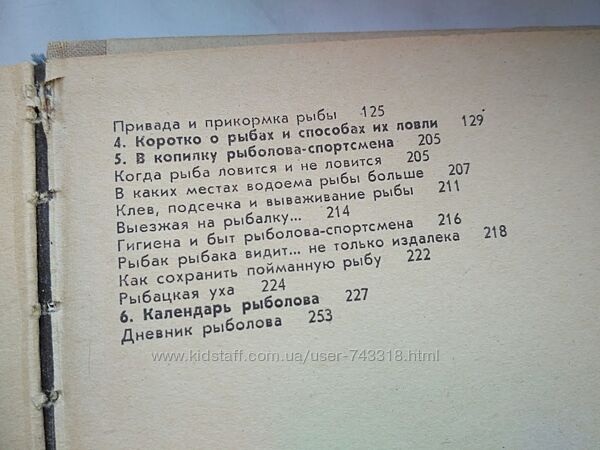 Привада и прикормка рыбы 125
4. Коротко о рыбах и способах их ловли 129
5. В копилку рыболова-спортсмена 205
Когда рыба ловится и не ловится 205
В каких местах водоема рыбы больше 207
Клев, подсечка и вываживание рыбы 211
Выезжая на рыбалку... 214
Гигиена и быт рыболова-спортсмена 216
Рыбак рыбака видит... не только издалека 218
Как сохранить пойманную рыбу 222
Рыбацкая уха 224
6. Календарь рыболова 227
Дневник рыболова 253
www.kidstaff.com.ua/user-743318.html